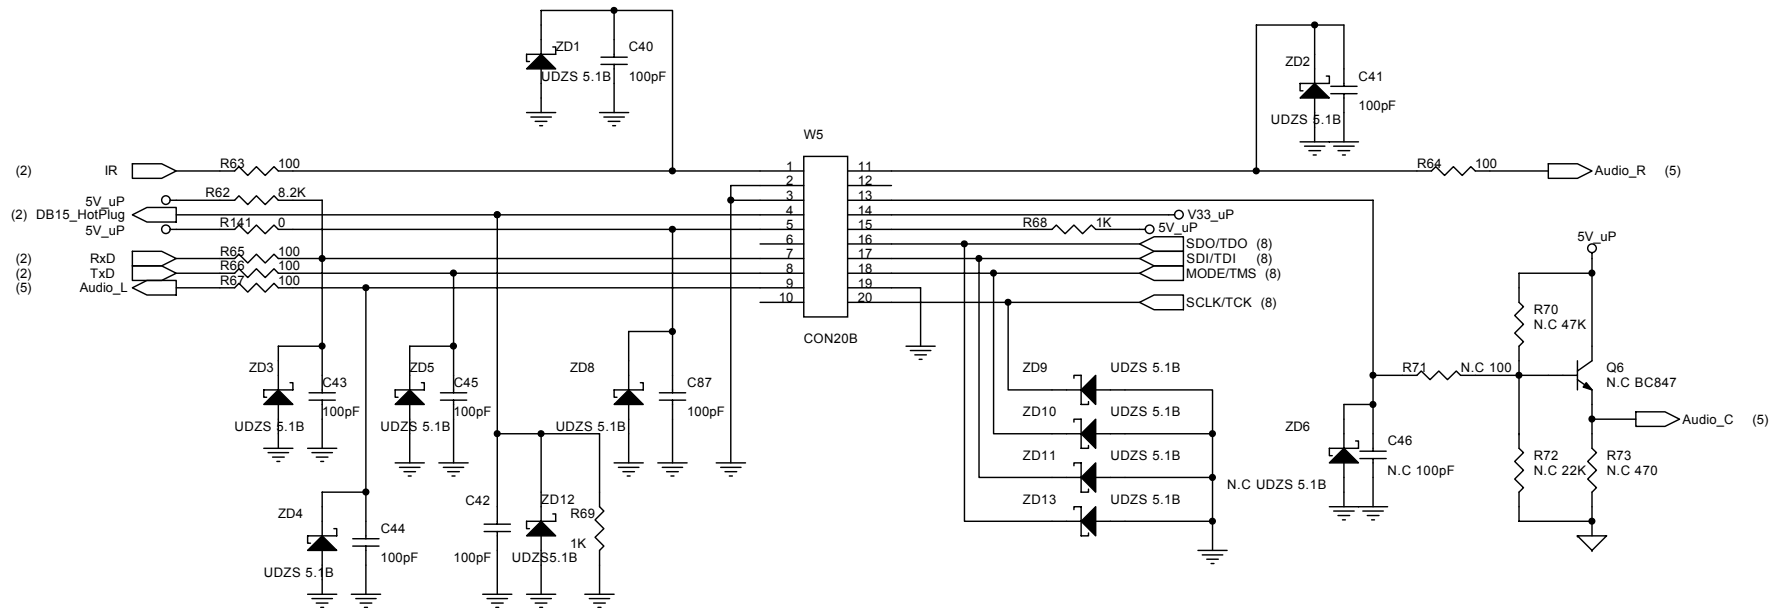 ZD1
UDZS 5.1B
C40
100pF
ZD2
UDZS 5.1B
C41
100pF
W5
(2) IR R63 100 1 11 R64 100 Audio_R (5)
2 12
5V_uP R62 8.2K 3 13
(2) DB15_HotPlug 4 14 V33_uP
5V_uP R141 0 5 15 R68 1K 5V_uP
6 16 SDO/TDO (8)
(2) RxD R65 100 7 17 SDI/TDI (8)
(2) TxD R66 100 8 18 MODE/TMS (8)
(5) Audio_L R67 100 9 19
10 20 SCLK/TCK (8)
CON20B
5V_uP
R70
N.C 47K
R71 N.C 100
Q6
N.C BC847
Audio_C (5)
ZD3
UDZS 5.1B
C43
100pF
ZD5
UDZS 5.1B
C45
100pF
ZD8
UDZS 5.1B
C87
100pF
ZD9 UDZS 5.1B
ZD10 UDZS 5.1B
ZD11 UDZS 5.1B
ZD13 UDZS 5.1B
ZD6
N.C UDZS 5.1B
C46
N.C 100pF
R72
N.C 22K
R73
N.C 470
ZD4
UDZS 5.1B
C44
100pF
C42
100pF
ZD12
UDZS5.1B
R69
1K